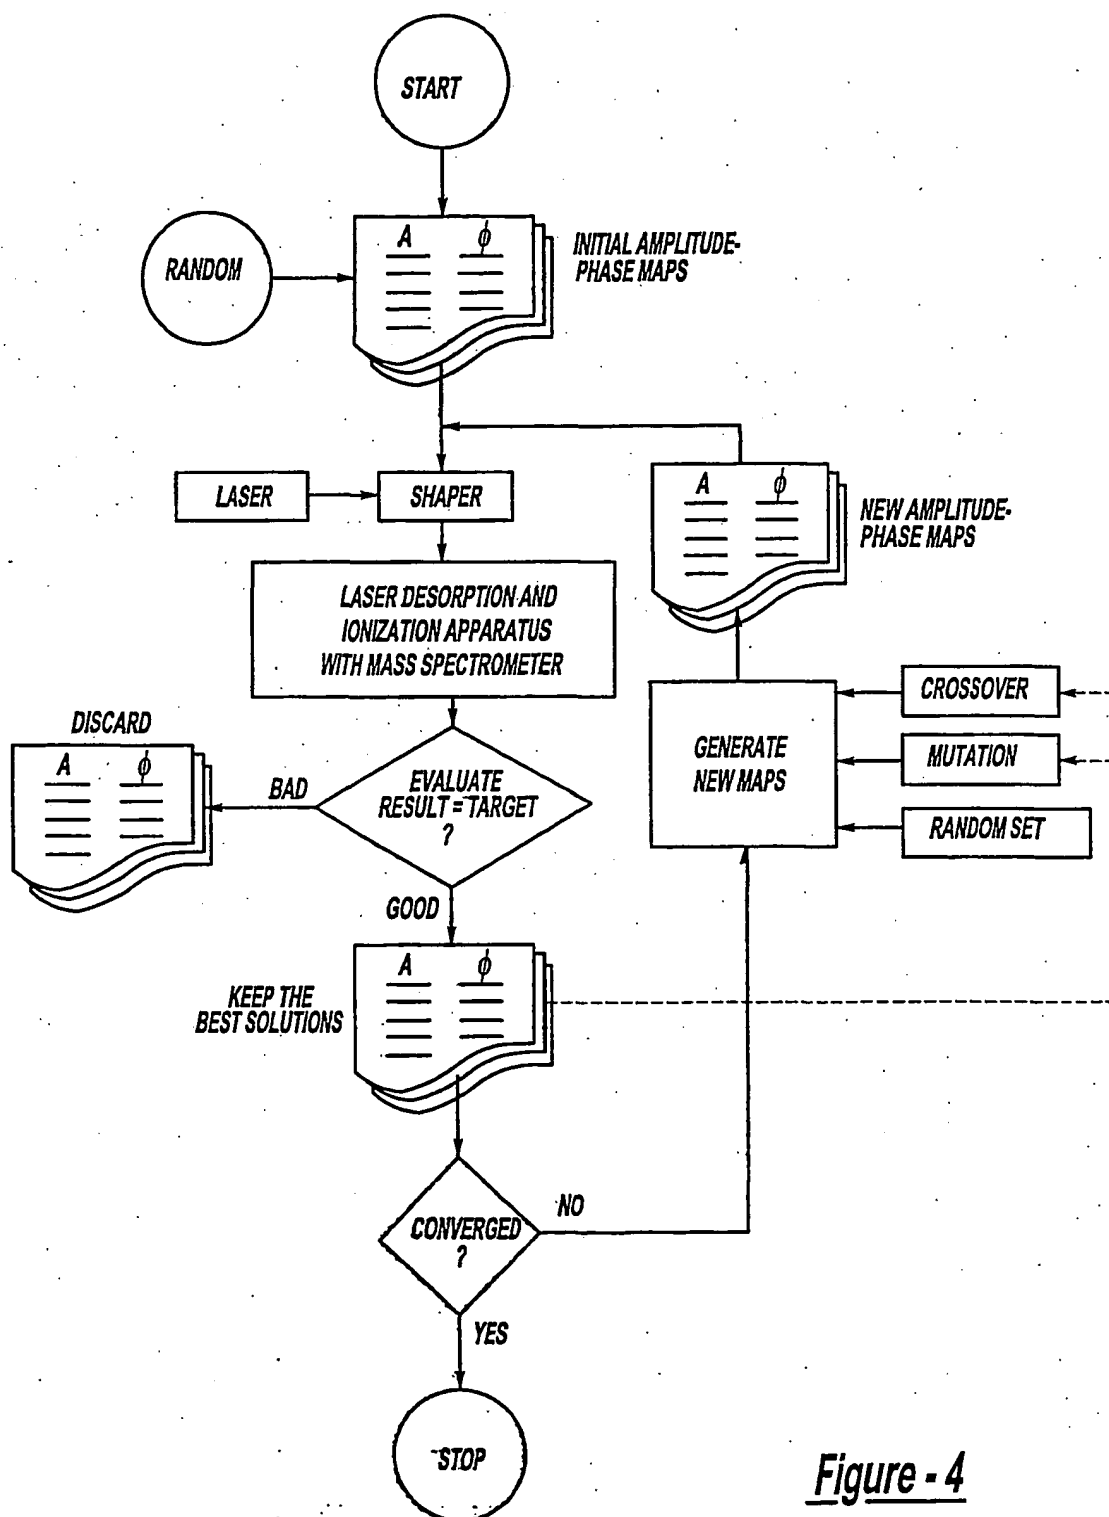 START
RANDOM
A ϕ
INITIAL AMPLITUDE-
PHASE MAPS
LASER
SHAPER
A ϕ
NEW AMPLITUDE-
PHASE MAPS
LASER DESORPTION AND
IONIZATION APPARATUS
WITH MASS SPECTROMETER
CROSSOVER
MUTATION
RANDOM SET
GENERATE
NEW MAPS
DISCARD
A ϕ
BAD
EVALUATE
RESULT = TARGET
?
GOOD
A ϕ
KEEP THE
BEST SOLUTIONS
CONVERGED
?
NO
YES
STOP
Figure - 4